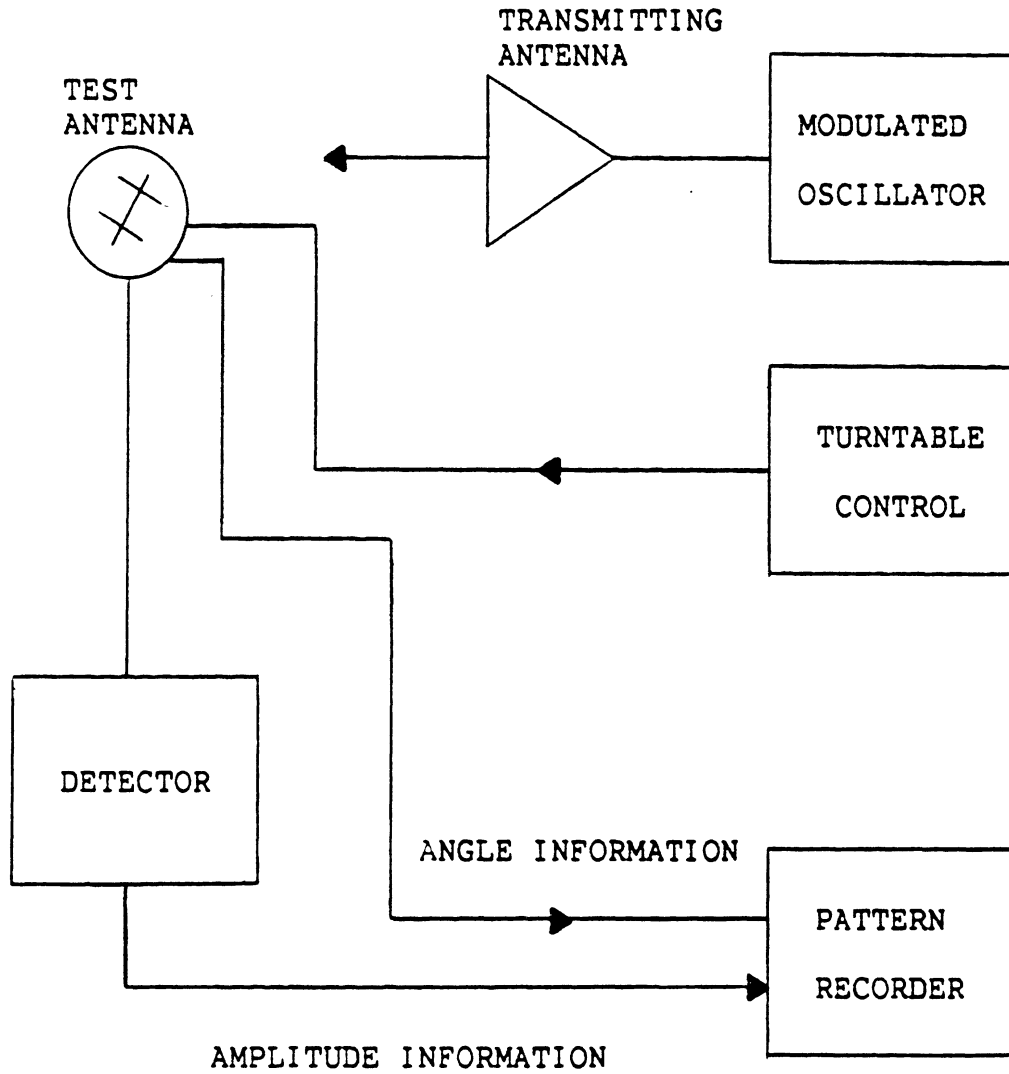 TRANSMITTING
ANTENNA
TEST
ANTENNA
MODULATED
OSCILLATOR
TURNTABLE
CONTROL
DETECTOR
ANGLE INFORMATION
PATTERN
RECORDER
AMPLITUDE INFORMATION